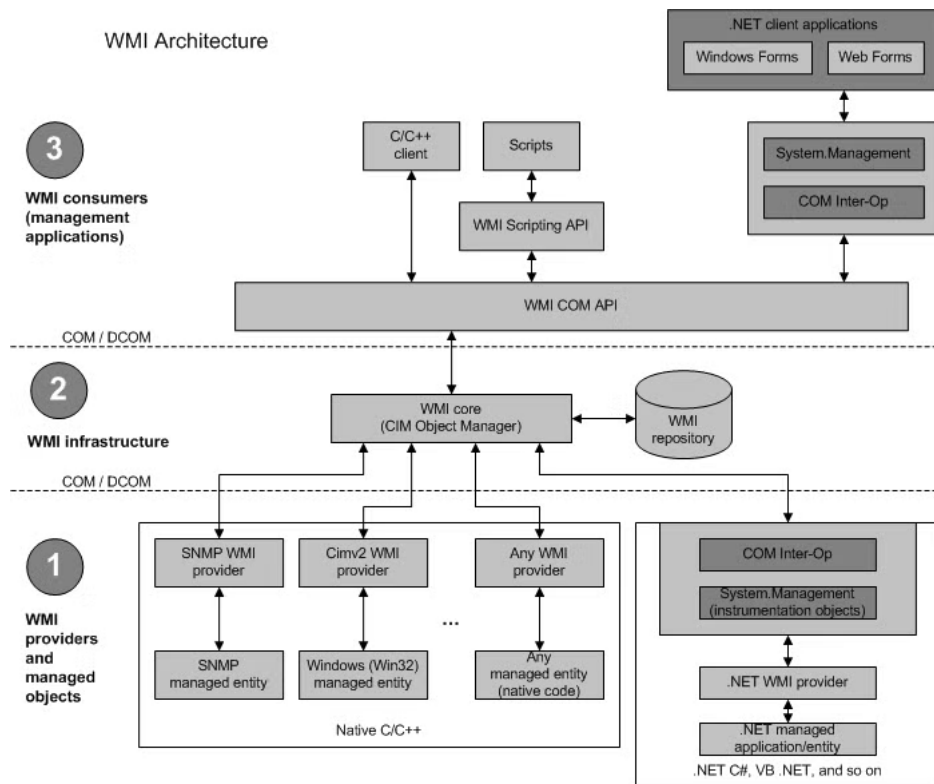 WMI Architecture
.NET client applications
Windows Forms
Web Forms
3
WMI consumers
(management
applications)
C/C++
client
Scripts
WMI Scripting API
System.Management
COM Inter-Op
WMI COM API
COM / DCOM
2
WMI infrastructure
WMI core
(CIM Object Manager)
WMI
repository
COM / DCOM
1
WMI
providers
and
managed
objects
SNMP WMI
provider
Cimv2 WMI
provider
Any WMI
provider
...
SNMP
managed entity
Windows (Win32)
managed entity
Any
managed entity
(native code)
Native C/C++
COM Inter-Op
System.Management
(instrumentation objects)
.NET WMI provider
.NET managed
application/entity
.NET C#, VB .NET, and so on